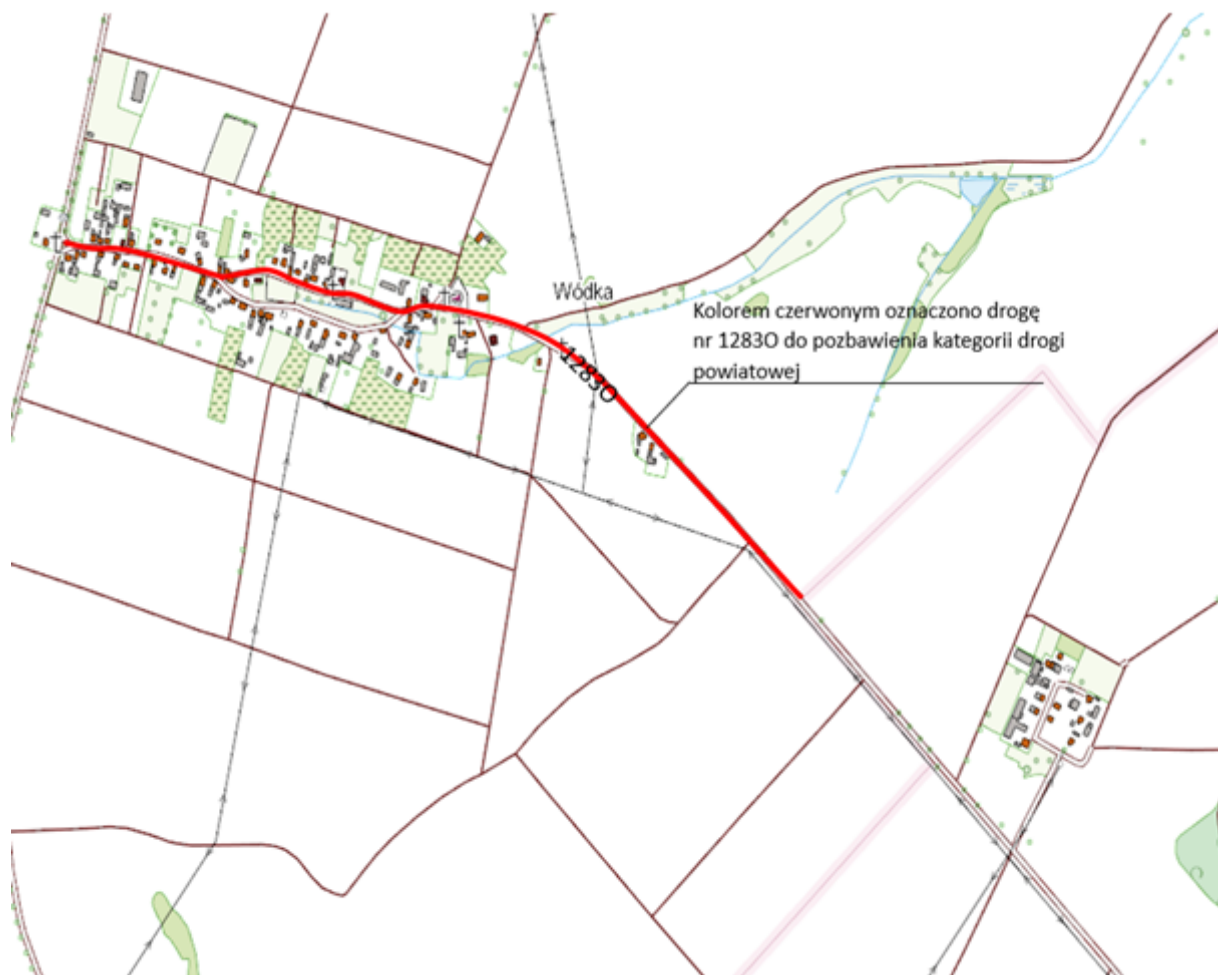 Wódka
Kolorem czerwonym oznaczono drogę
nr 1283O do pozbawienia kategorii drogi
powiatowej
1283O